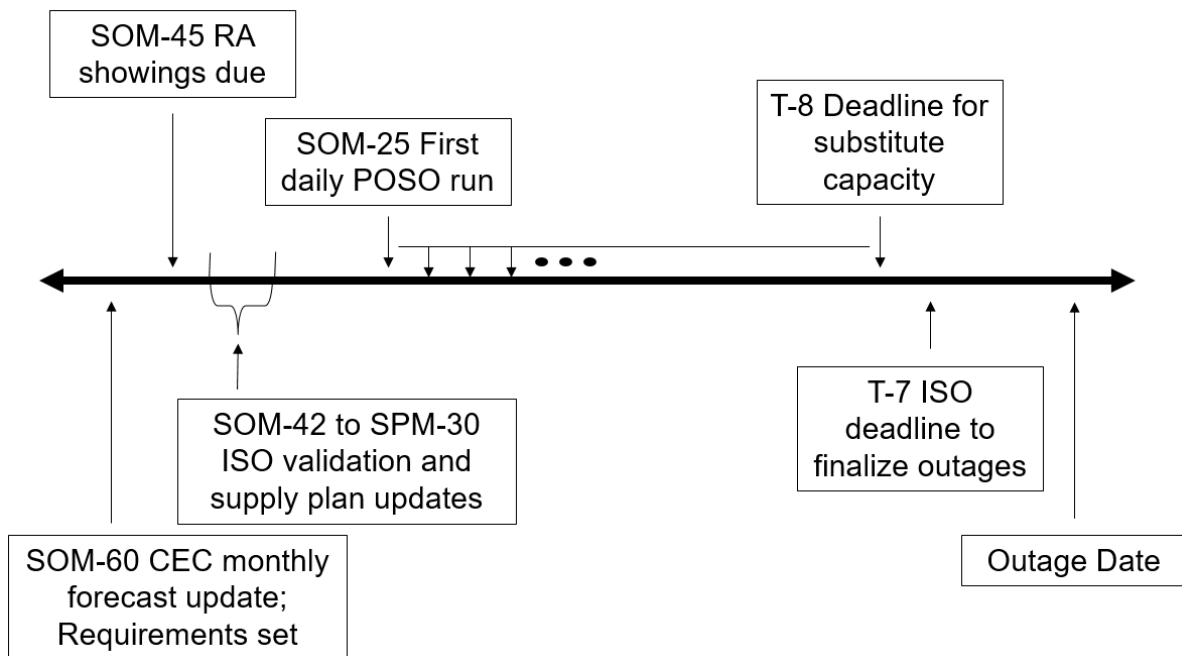 SOM-45 RA
showings due
SOM-25 First
daily POSO run
T-8 Deadline for
substitute
capacity
SOM-42 to SPM-30
ISO validation and
supply plan updates
T-7 ISO
deadline to
finalize outages
SOM-60 CEC monthly
forecast update;
Requirements set
Outage Date